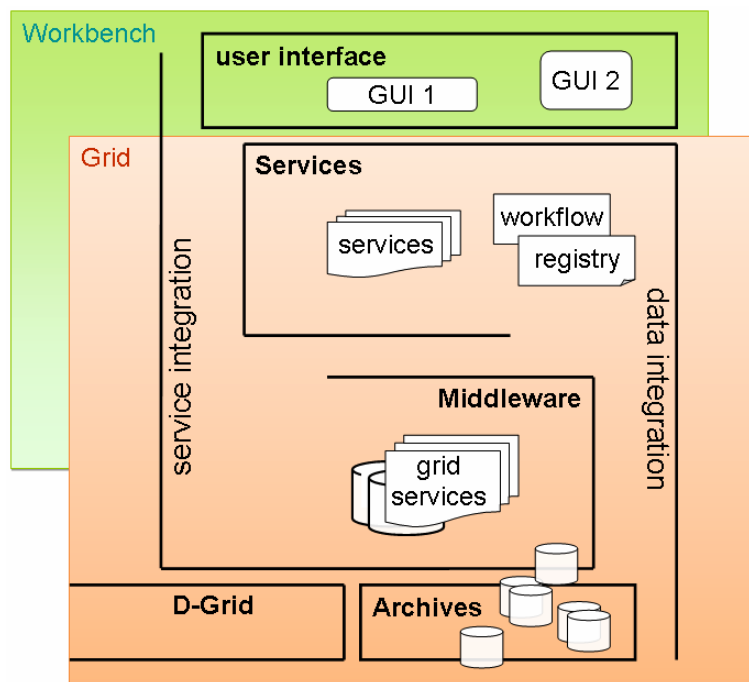 Workbench
user interface
GUI 1
GUI 2
Grid
Services
services
workflow
registry
service integration
data integration
Middleware
grid
services
D-Grid
Archives